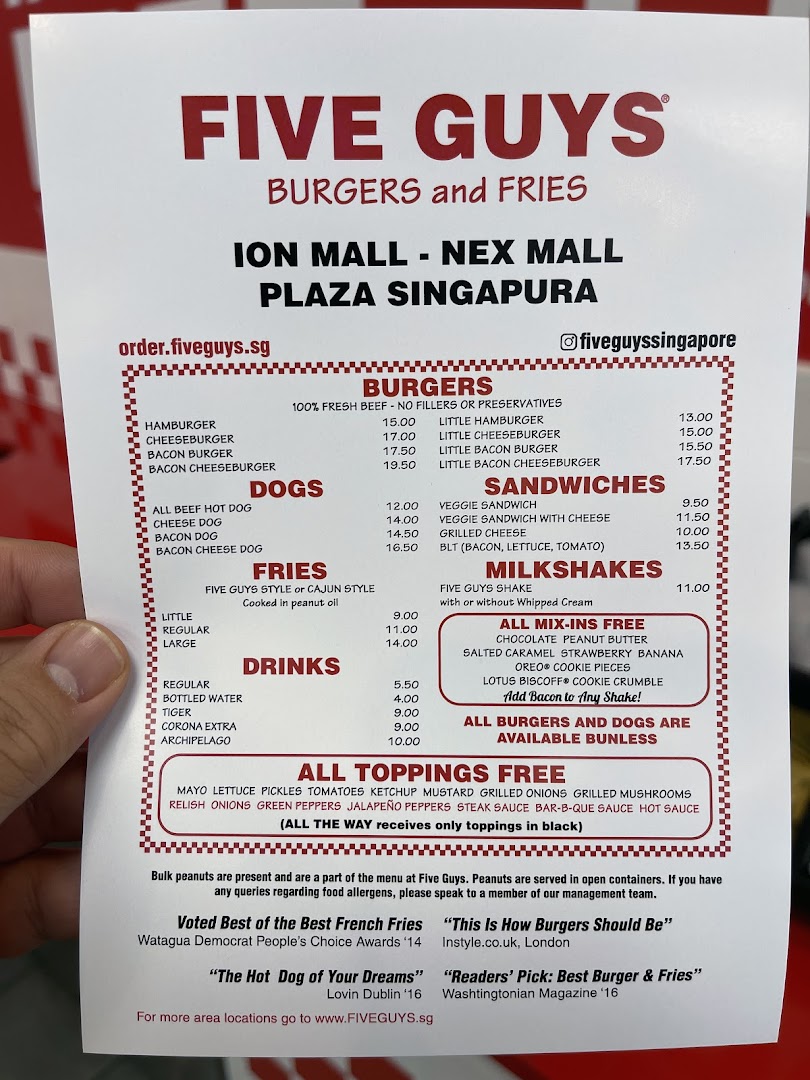 FIVE GUYS®
BURGERS and FRIES
ION MALL - NEX MALL
PLAZA SINGAPURA
order.fiveguys.sg
fiveguyssingapore
BURGERS
100% FRESH BEEF - NO FILLERS OR PRESERVATIVES
HAMBURGER 15.00
CHEESEBURGER 17.00
BACON BURGER 17.50
BACON CHEESEBURGER 19.50
LITTLE HAMBURGER 13.00
LITTLE CHEESEBURGER 15.00
LITTLE BACON BURGER 15.50
LITTLE BACON CHEESEBURGER 17.50
DOGS
ALL BEEF HOT DOG 12.00
CHEESE DOG 14.00
BACON DOG 14.50
BACON CHEESE DOG 16.50
SANDWICHES
VEGGIE SANDWICH 9.50
VEGGIE SANDWICH WITH CHEESE 11.50
GRILLED CHEESE 10.00
BLT (BACON, LETTUCE, TOMATO) 13.50
FRIES
FIVE GUYS STYLE or CAJUN STYLE
Cooked in peanut oil
LITTLE 9.00
REGULAR 11.00
LARGE 14.00
MILKSHAKES
FIVE GUYS SHAKE 11.00
with or without Whipped Cream
ALL MIX-INS FREE
CHOCOLATE PEANUT BUTTER
SALTED CARAMEL STRAWBERRY BANANA
OREO® COOKIE PIECES
LOTUS BISCOFF® COOKIE CRUMBLE
Add Bacon to Any Shake!
DRINKS
REGULAR 5.50
BOTTLED WATER 4.00
TIGER 9.00
CORONA EXTRA 9.00
ARCHIPELAGO 10.00
ALL BURGERS AND DOGS ARE
AVAILABLE BUNLESS
ALL TOPPINGS FREE
MAYO LETTUCE PICKLES TOMATOES KETCHUP MUSTARD GRILLED ONIONS GRILLED MUSHROOMS
RELISH ONIONS GREEN PEPPERS JALAPEÑO PEPPERS STEAK SAUCE BAR-B-QUE SAUCE HOT SAUCE
(ALL THE WAY receives only toppings in black)
Bulk peanuts are present and are a part of the menu at Five Guys. Peanuts are served in open containers. If you have
any queries regarding food allergens, please speak to a member of our management team.
Voted Best of the Best French Fries
Watagua Democrat People's Choice Awards '14
"This Is How Burgers Should Be"
Instyle.co.uk, London
"The Hot Dog of Your Dreams"
Lovin Dublin '16
"Readers' Pick: Best Burger & Fries"
Washtingtonian Magazine '16
For more area locations go to www.FIVEGUYS.sg